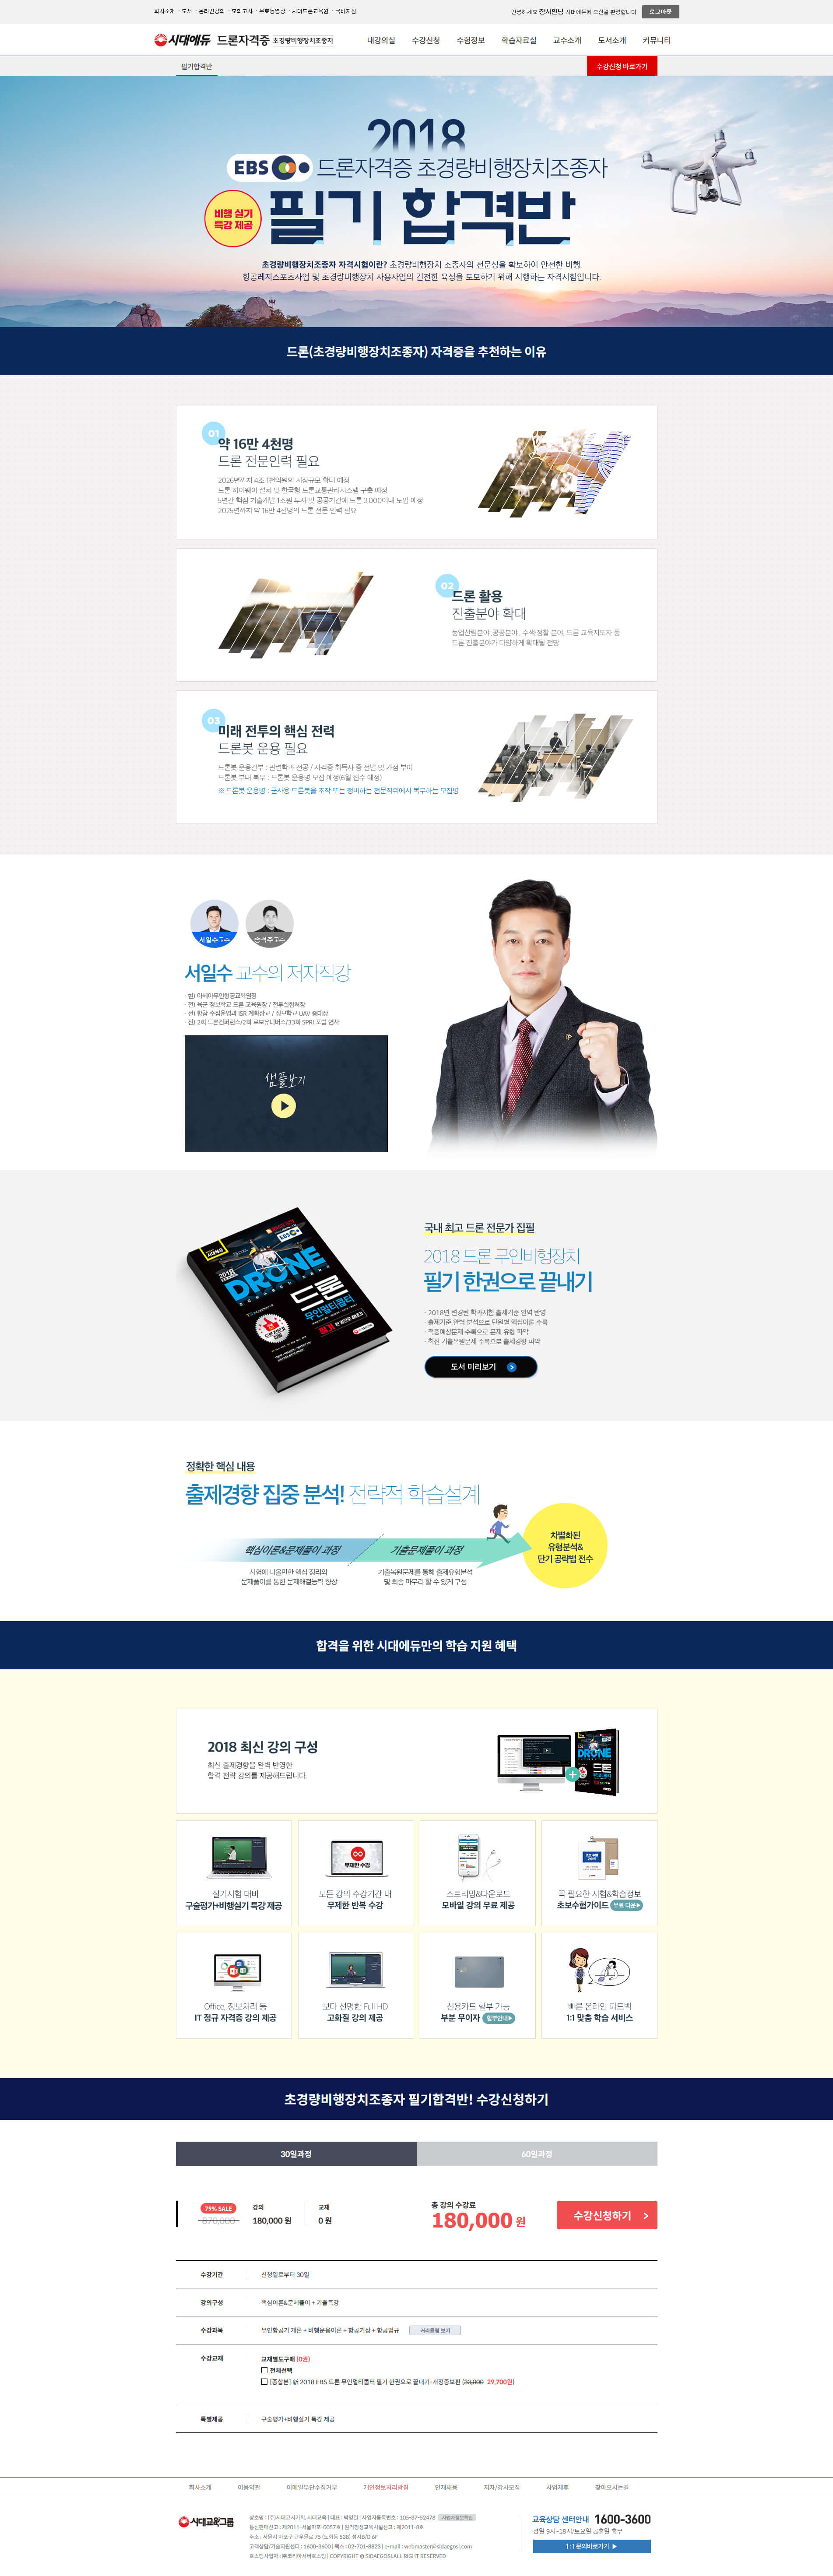 회사소개 · 도서 · 온라인강의 · 모의고사 · 무료동영상 · 시대드론교육원 · 국비지원
안녕하세요 장서안님 시대에듀에 오신걸 환영합니다. 로그아웃
시대에듀 드론자격증 초경량비행장치조종자
내강의실 수강신청 수험정보 학습자료실 교수소개 도서소개 커뮤니티
필기합격반
수강신청 바로가기
2018
EBS 드론자격증 초경량비행장치조종자
비행 실기
특강 제공
필기 합격반
초경량비행장치조종자 자격시험이란? 초경량비행장치 조종자의 전문성을 확보하여 안전한 비행,
항공레저스포츠사업 및 초경량비행장치 사용사업의 건전한 육성을 도모하기 위해 시행하는 자격시험입니다.
드론(초경량비행장치조종자) 자격증을 추천하는 이유
01
약 16만 4천명
드론 전문인력 필요
2026년까지 4조 1천억원의 시장규모 확대 예정
드론 하이웨이 설치 및 한국형 드론교통관리시스템 구축 예정
5년간 핵심 기술개발 1조원 투자 및 공공기간에 드론 3,000여대 도입 예정
2025년까지 약 16만 4천명의 드론 전문 인력 필요
02
드론 활용
진출분야 확대
농업산림분야 ,공공분야 , 수색·정찰 분야, 드론 교육지도자 등
드론 진출분야가 다양하게 확대될 전망
03
미래 전투의 핵심 전력
드론봇 운용 필요
드론봇 운용간부 : 관련학과 전공 / 자격증 취득자 중 선발 및 가점 부여
드론봇 부대 복무 : 드론봇 운용병 모집 예정(6월 접수 예정)
※ 드론봇 운용병 : 군사용 드론봇을 조작 또는 정비하는 전문직위에서 복무하는 모집병
서일수교수
손석주교수
서일수 교수의 저자직강
· 현) 아세아무인항공교육원장
· 전) 육군 정보학교 드론 교육원장 / 전투실험처장
· 전) 합참 수집운영과 ISR 계획장교 / 정보학교 UAV 중대장
· 전) 2회 드론컨퍼런스/2회 로보유니버스/33회 SPRI 포럼 연사
샘플보기
시대에듀
EBS
2018
DRONE
드론
무인멀티콥터
필기 한 권으로 끝내기
국내 최고 드론 전문가 집필
2018 드론 무인비행장치
필기 한권으로 끝내기
· 2018년 변경된 학과시험 출제기준 완벽 반영
· 출제기준 완벽 분석으로 단원별 핵심이론 수록
· 적중예상문제 수록으로 문제 유형 파악
· 최신 기출복원문제 수록으로 출제경향 파악
도서 미리보기
정확한 핵심 내용
출제경향 집중 분석! 전략적 학습설계
핵심이론&문제풀이 과정
기출문제풀이 과정
차별화된
유형분석&
단기 공략법 전수
시험에 나올만한 핵심 정리와
문제풀이를 통한 문제해결능력 향상
기출복원문제를 통해 출제유형분석
및 최종 마무리 할 수 있게 구성
합격을 위한 시대에듀만의 학습 지원 혜택
2018 최신 강의 구성
최신 출제경향을 완벽 반영한
합격 전략 강의를 제공해드립니다.
DRONE
드론
실기시험 대비
구술평가+비행실기 특강 제공
무제한 수강
모든 강의 수강기간 내
무제한 반복 수강
스트리밍&다운로드
모바일 강의 무료 제공
꼭 필요한 시험&학습정보
초보수험가이드 무료 다운▶
Office, 정보처리 등
IT 정규 자격증 강의 제공
보다 선명한 Full HD
고화질 강의 제공
신용카드 할부 가능
부분 무이자 할부안내▶
빠른 온라인 피드백
1:1 맞춤 학습 서비스
초경량비행장치조종자 필기합격반! 수강신청하기
30일과정
60일과정
79% SALE
870,000
강의
180,000 원
교재
0 원
총 강의 수강료
180,000 원
수강신청하기 >
수강기간 | 신청일로부터 30일
강의구성 | 핵심이론&문제풀이 + 기출특강
수강과목 | 무인항공기 개론 + 비행운용이론 + 항공기상 + 항공법규 커리큘럼 보기
수강교재 | 교재별도구매 (0권)
전체선택
[종합본] 新 2018 EBS 드론 무인멀티콥터 필기 한권으로 끝내기-개정증보판 (33,000 29,700원)
특별제공 | 구술평가+비행실기 특강 제공
회사소개 이용약관 이메일무단수집거부 개인정보처리방침 인재채용 저자/강사모집 사업제휴 찾아오시는길
시대교육그룹
상호명 : (주)시대고시기획, 시대교육 | 대표 : 박영일 | 사업자등록번호 : 105-87-52478 사업자정보확인
통신판매신고 : 제2011-서울마포-0057호 | 원격평생교육시설신고 : 제2011-8호
주소 : 서울시 마포구 큰우물로 75 (도화동 538) 성지B/D 6F
고객상담/기술지원센터 : 1600-3600 | 팩스 : 02-701-8823 | e-mail : webmaster@sidaegosi.com
호스팅사업자 : ㈜코리아서버호스팅 | COPYRIGHT © SIDAEGOSI.ALL RIGHT RESERVED
교육상담 센터안내 1600-3600
평일 9시~18시/토요일 공휴일 휴무
1:1 문의바로가기 ▶